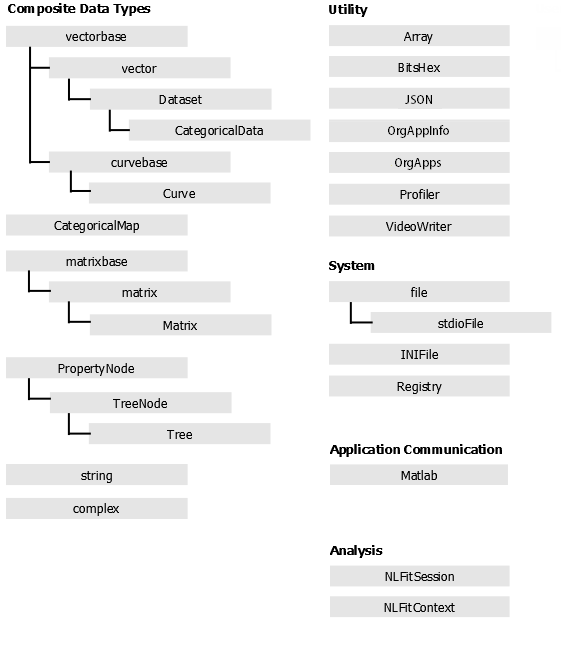 Composite Data Types
vectorbase
vector
Dataset
CategoricalData
curvebase
Curve
CategoricalMap
matrixbase
matrix
Matrix
PropertyNode
TreeNode
Tree
string
complex
Utility
Array
BitsHex
JSON
OrgAppInfo
OrgApps
Profiler
VideoWriter
System
file
stdioFile
INIFile
Registry
Application Communication
Matlab
Analysis
NLFitSession
NLFitContext